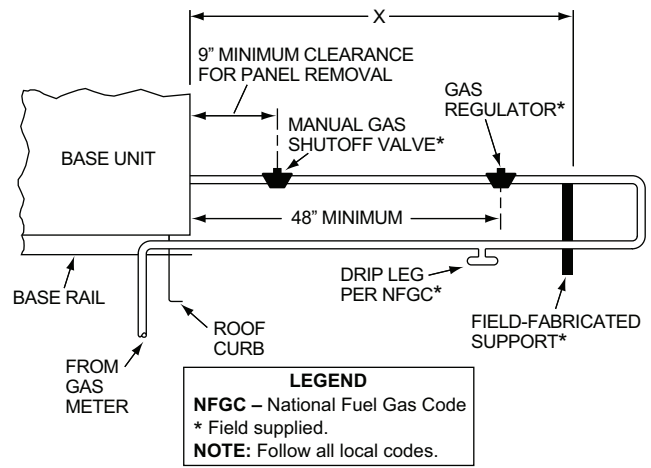 X
9” MINIMUM CLEARANCE
FOR PANEL REMOVAL
GAS
REGULATOR*
MANUAL GAS
SHUTOFF VALVE*
BASE UNIT
48” MINIMUM
BASE RAIL
DRIP LEG
PER NFGC*
ROOF
CURB
FIELD-FABRICATED
SUPPORT*
FROM
GAS
METER
LEGEND
NFGC – National Fuel Gas Code
* Field supplied.
NOTE: Follow all local codes.